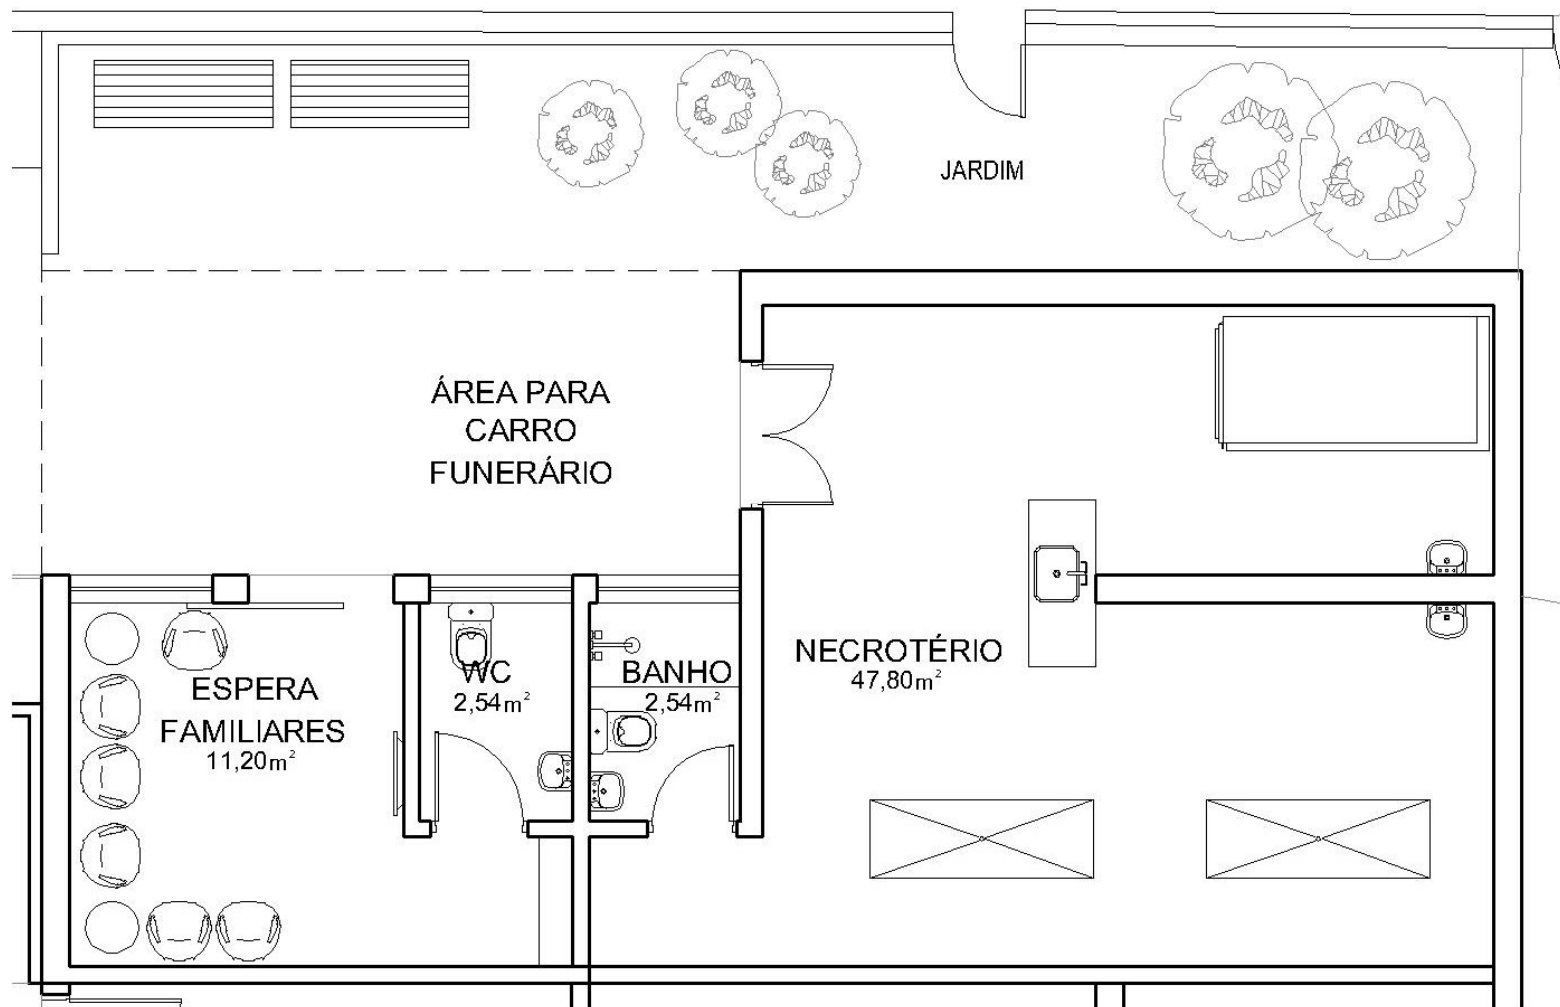 JARDIM
ÁREA PARA
CARRO
FUNERÁRIO
ESPERA
FAMILIARES
11,20m²
WC
2,54m²
BANHO
2,54m²
NECROTÉRIO
47,80m²